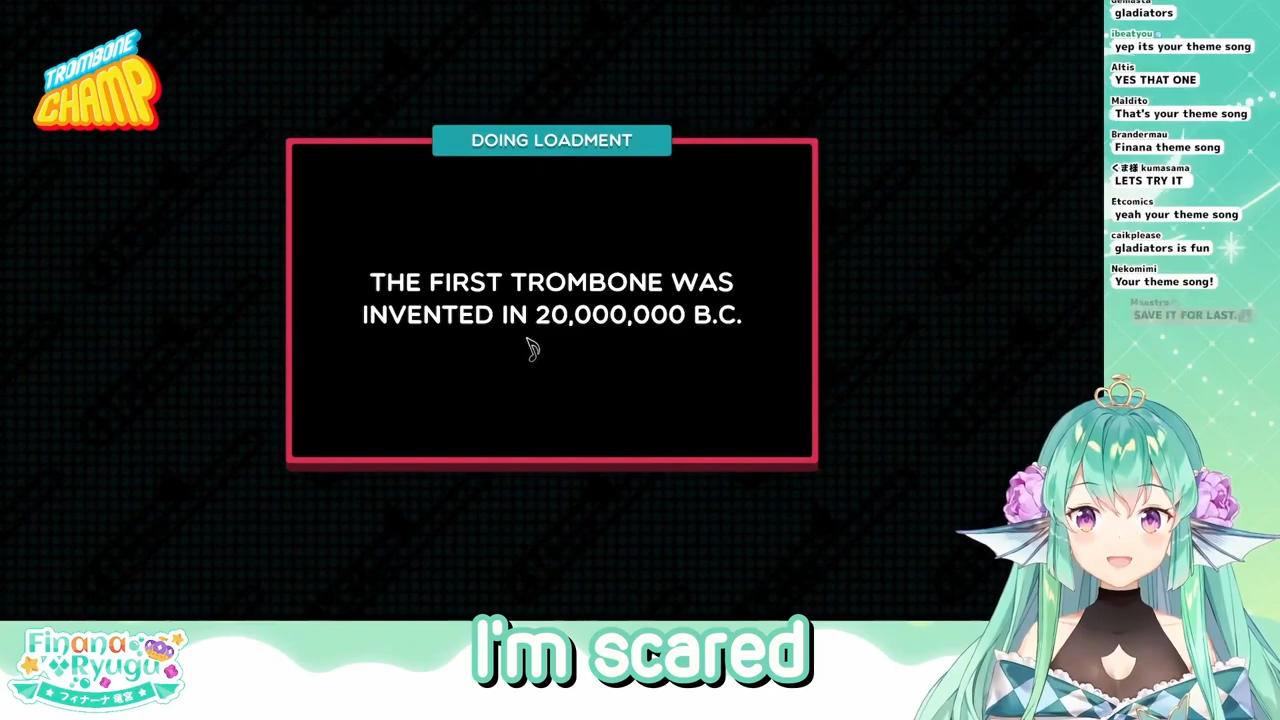 TROMBONE
CHAMP
DOING LOADMENT
THE FIRST TROMBONE WAS
INVENTED IN 20,000,000 B.C.
gladiators
ibeatyou
yep its your theme song
Altis
YES THAT ONE
Maldito
That's your theme song
Brandermau
Finana theme song
くま様 kumasama
LETS TRY IT
Etcomics
yeah your theme song
caikplease
gladiators is fun
Nekomimi
Your theme song!
Maestro
SAVE IT FOR LAST.
I'm scared
Finana
Ryugu
フィナーナ 竜宮